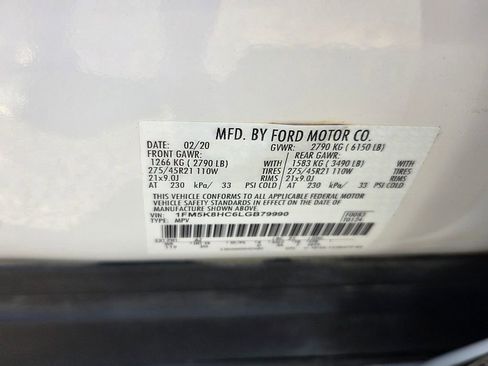 MFD. BY FORD MOTOR CO.
DATE: 02/20 GVWR: 2790 KG ( 6150 LB)
FRONT GAWR: REAR GAWR:
1266 KG ( 2790 LB) WITH 1583 KG ( 3490 LB) WITH
275/45R21 110W TIRES 275/45R21 110W TIRES
21x9.0J RIMS 21x9.0J RIMS
AT 230 kPa/ 33 PSI COLD AT 230 kPa/ 33 PSI COLD
THIS VEHICLE CONFORMS TO ALL APPLICABLE FEDERAL MOTOR
VEHICLE SAFETY STANDARDS IN EFFECT ON THE DATE OF
MANUFACTURE SHOWN ABOVE.
VIN: 1FM5K8HC6LGB79990
TYPE: MPV